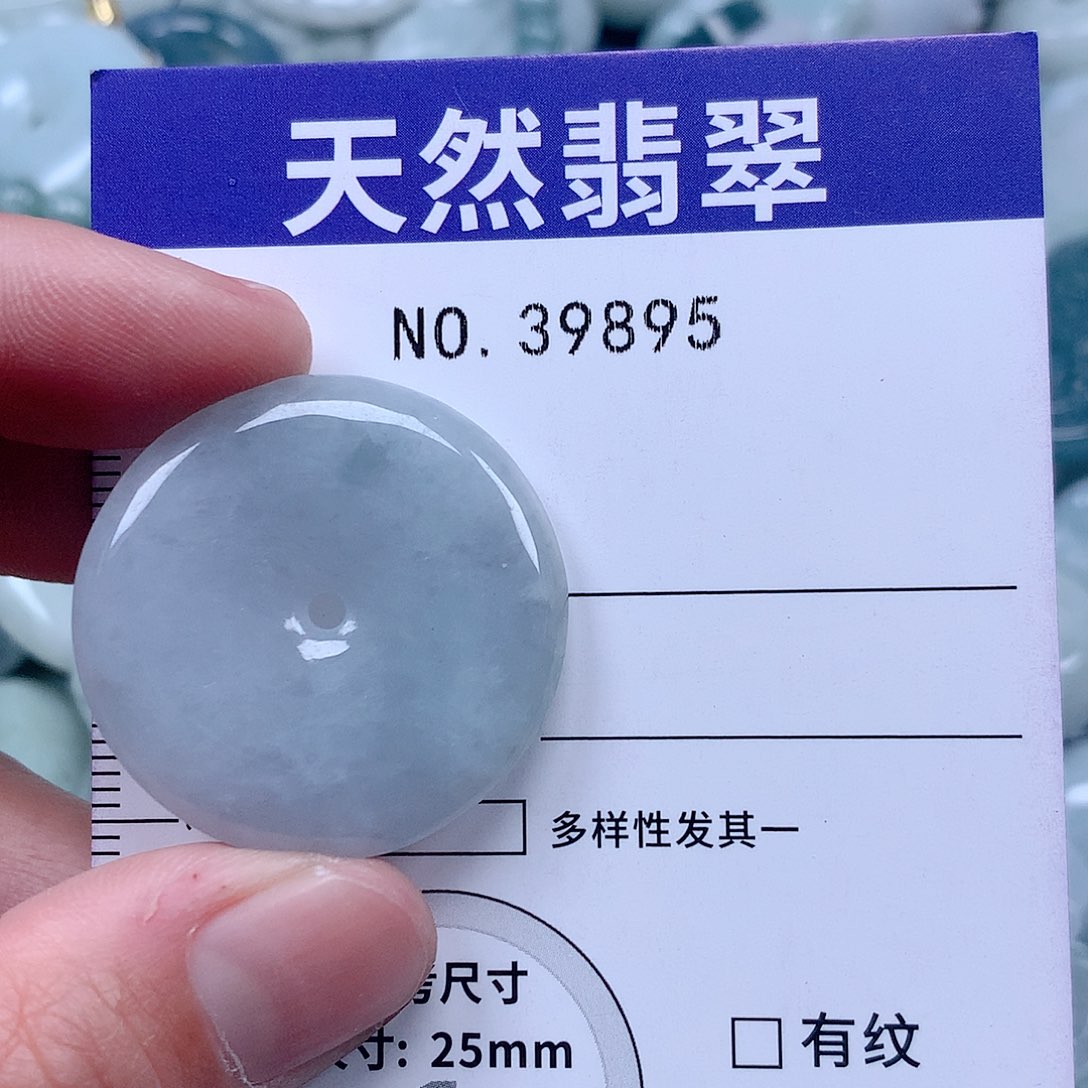 天然翡翠
NO. 39895
多样性发其一
尺寸
寸: 25mm
有纹